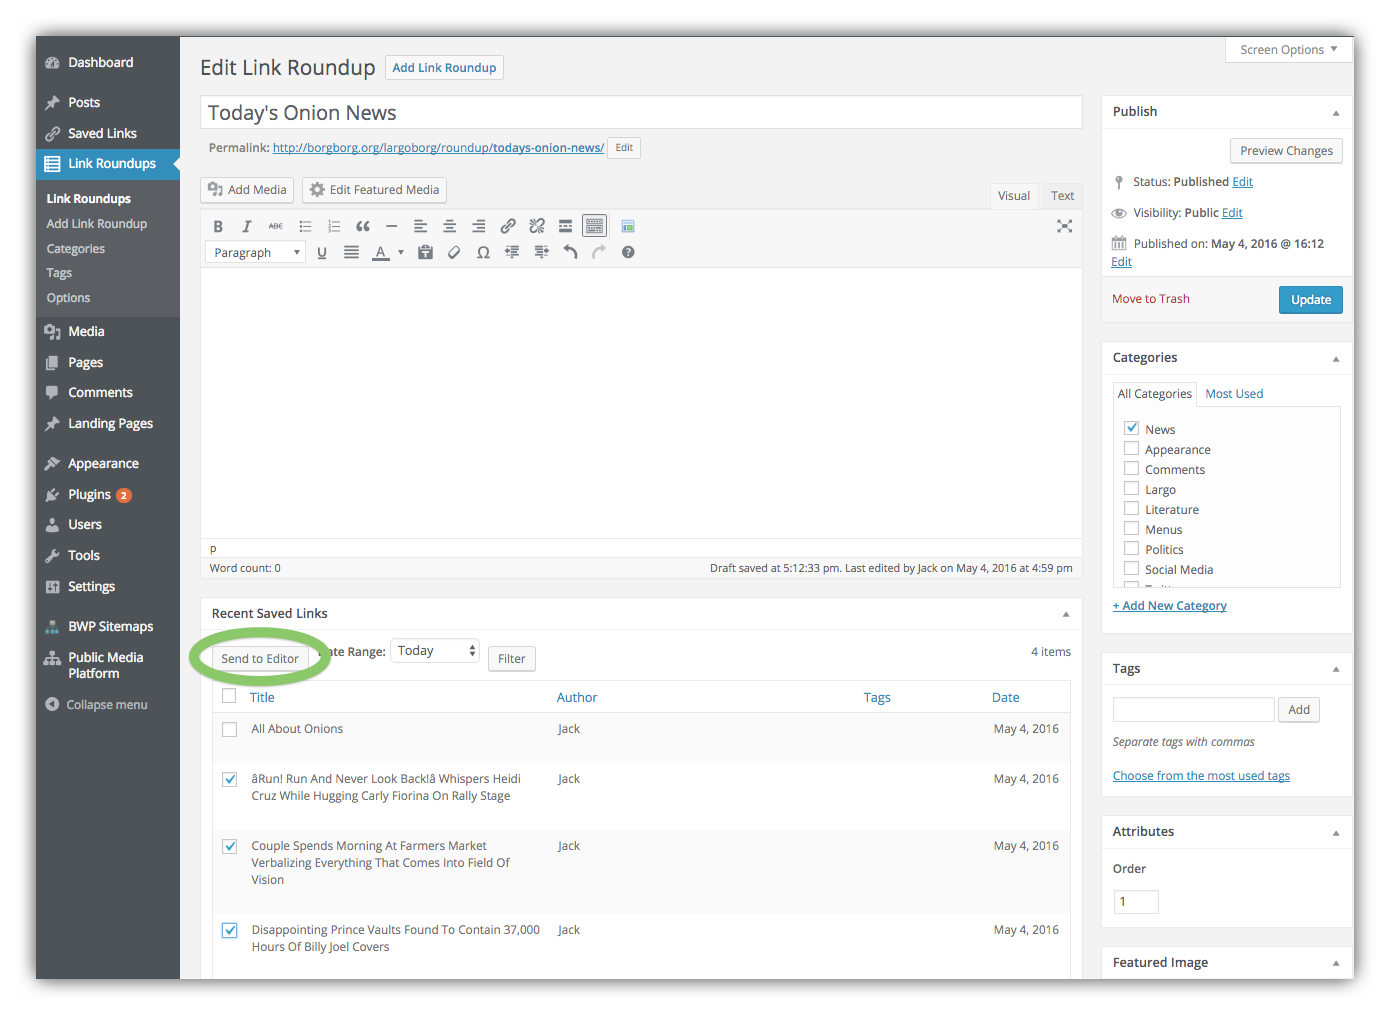 Dashboard
Posts
Saved Links
Link Roundups
Link Roundups
Add Link Roundup
Categories
Tags
Options
Media
Pages
Comments
Landing Pages
Appearance
Plugins 2
Users
Tools
Settings
BWP Sitemaps
Public Media
Platform
Collapse menu
Screen Options
Edit Link Roundup Add Link Roundup
Today's Onion News
Permalink: http://borgborg.org/largoborg/roundup/todays-onion-news/ Edit
Add Media Edit Featured Media
Visual Text
B I ABC
Paragraph U A Ω
p
Word count: 0 Draft saved at 5:12:33 pm. Last edited by Jack on May 4, 2016 at 4:59 pm
Recent Saved Links
Send to Editor ate Range: Today Filter 4 items
Title Author Tags Date
All About Onions Jack May 4, 2016
âRun! Run And Never Look Back!â Whispers Heidi Jack May 4, 2016
Cruz While Hugging Carly Fiorina On Rally Stage
Couple Spends Morning At Farmers Market Jack May 4, 2016
Verbalizing Everything That Comes Into Field Of
Vision
Disappointing Prince Vaults Found To Contain 37,000 Jack May 4, 2016
Hours Of Billy Joel Covers
Publish
Preview Changes
Status: Published Edit
Visibility: Public Edit
Published on: May 4, 2016 @ 16:12
Edit
Move to Trash Update
Categories
All Categories Most Used
News
Appearance
Comments
Largo
Literature
Menus
Politics
Social Media
+ Add New Category
Tags
Add
Separate tags with commas
Choose from the most used tags
Attributes
Order
1
Featured Image